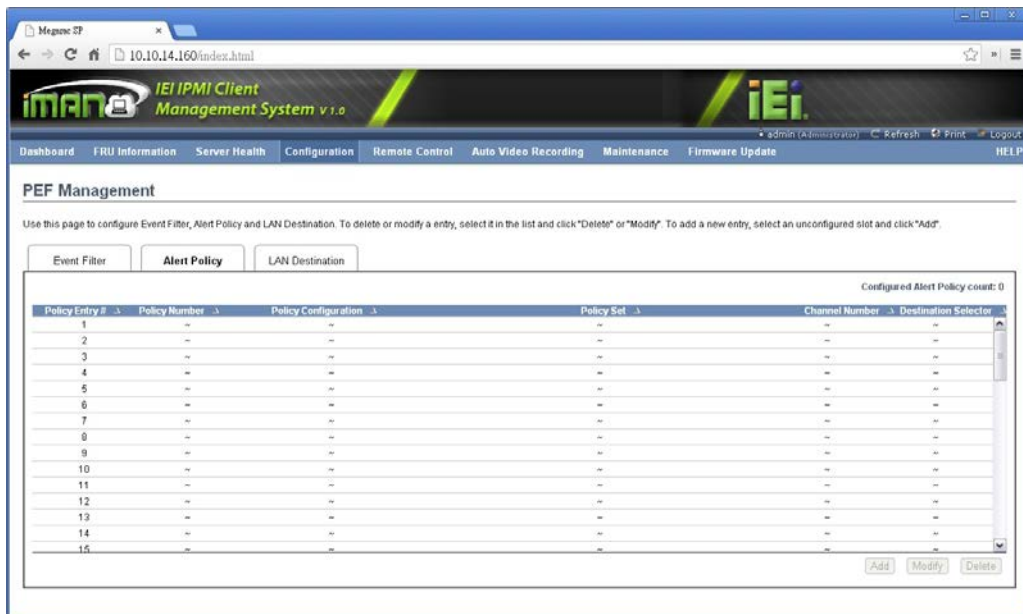 Megarac SP
10.10.14.160/index.html
iMAN
IEI IPMI Client
Management System v 1.0
iEi.
admin (Administrator) Refresh Print Logout
Dashboard FRU Information Server Health Configuration Remote Control Auto Video Recording Maintenance Firmware Update HELP
PEF Management
Use this page to configure Event Filter, Alert Policy and LAN Destination. To delete or modify a entry, select it in the list and click "Delete" or "Modify". To add a new entry, select an unconfigured slot and click "Add".
Event Filter Alert Policy LAN Destination
Configured Alert Policy count: 0
Policy Entry # Policy Number Policy Configuration Policy Set Channel Number Destination Selector
1 ~ ~ ~ ~ ~
2 ~ ~ ~ ~ ~
3 ~ ~ ~ ~ ~
4 ~ ~ ~ ~ ~
5 ~ ~ ~ ~ ~
6 ~ ~ ~ ~ ~
7 ~ ~ ~ ~ ~
8 ~ ~ ~ ~ ~
9 ~ ~ ~ ~ ~
10 ~ ~ ~ ~ ~
11 ~ ~ ~ ~ ~
12 ~ ~ ~ ~ ~
13 ~ ~ ~ ~ ~
14 ~ ~ ~ ~ ~
15 ~ ~ ~ ~ ~
Add Modify Delete